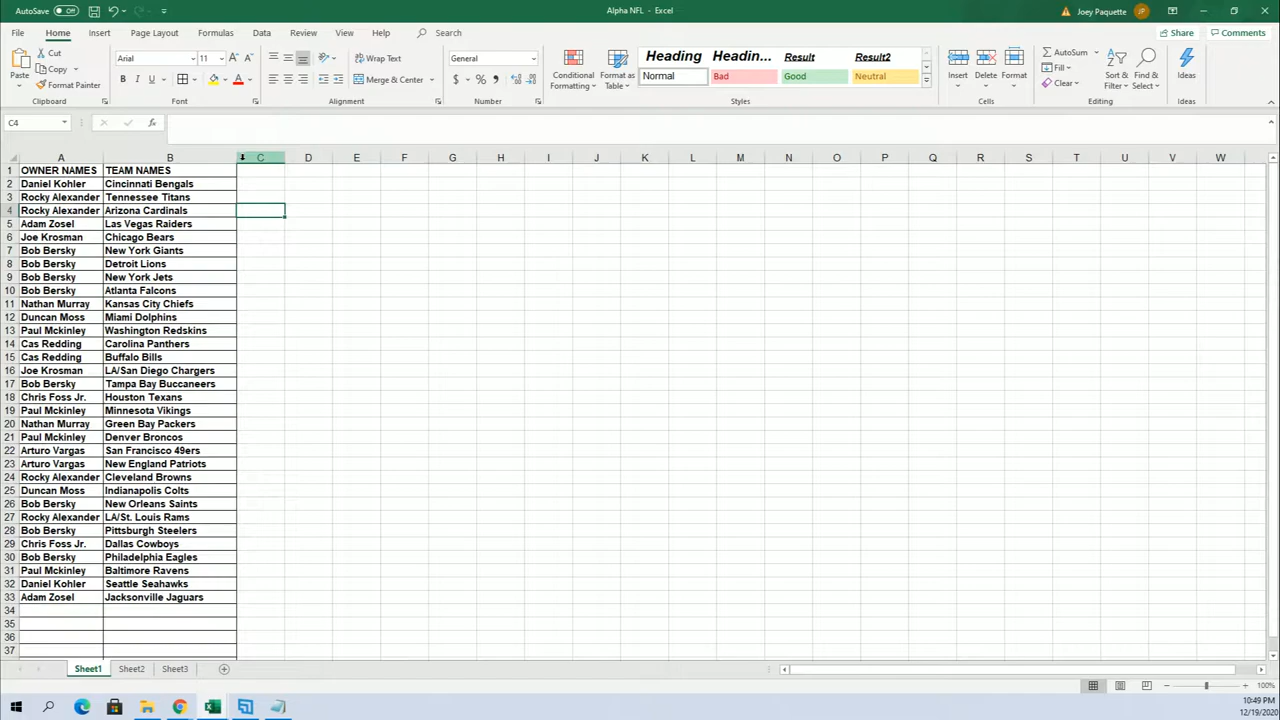 AutoSave Off Alpha NFL - Excel Joey Paquette JP
File Home Insert Page Layout Formulas Data Review View Help Search Share Comments
Paste Cut Copy Format Painter Clipboard
Arial 11 A A B I U A Font
Merge & Center Alignment
General $ % , Number
Conditional Formatting Format as Table
Heading Headin... Result Result2
Normal Bad Good Neutral
Styles
Insert Delete Format Cells
AutoSum Fill Clear Sort & Filter Find & Select Editing
Ideas Ideas
C4 fx
A B C D E F G H I J K L M N O P Q R S T U V W
1 OWNER NAMES TEAM NAMES
2 Daniel Kohler Cincinnati Bengals
3 Rocky Alexander Tennessee Titans
4 Rocky Alexander Arizona Cardinals
5 Adam Zosel Las Vegas Raiders
6 Joe Krosman Chicago Bears
7 Bob Bersky New York Giants
8 Bob Bersky Detroit Lions
9 Bob Bersky New York Jets
10 Bob Bersky Atlanta Falcons
11 Nathan Murray Kansas City Chiefs
12 Duncan Moss Miami Dolphins
13 Paul Mckinley Washington Redskins
14 Cas Redding Carolina Panthers
15 Cas Redding Buffalo Bills
16 Joe Krosman LA/San Diego Chargers
17 Bob Bersky Tampa Bay Buccaneers
18 Chris Foss Jr. Houston Texans
19 Paul Mckinley Minnesota Vikings
20 Nathan Murray Green Bay Packers
21 Paul Mckinley Denver Broncos
22 Arturo Vargas San Francisco 49ers
23 Arturo Vargas New England Patriots
24 Rocky Alexander Cleveland Browns
25 Duncan Moss Indianapolis Colts
26 Bob Bersky New Orleans Saints
27 Rocky Alexander LA/St. Louis Rams
28 Bob Bersky Pittsburgh Steelers
29 Chris Foss Jr. Dallas Cowboys
30 Bob Bersky Philadelphia Eagles
31 Paul Mckinley Baltimore Ravens
32 Daniel Kohler Seattle Seahawks
33 Adam Zosel Jacksonville Jaguars
34
35
36
37
Sheet1 Sheet2 Sheet3
100%
10:49 PM
12/19/2020